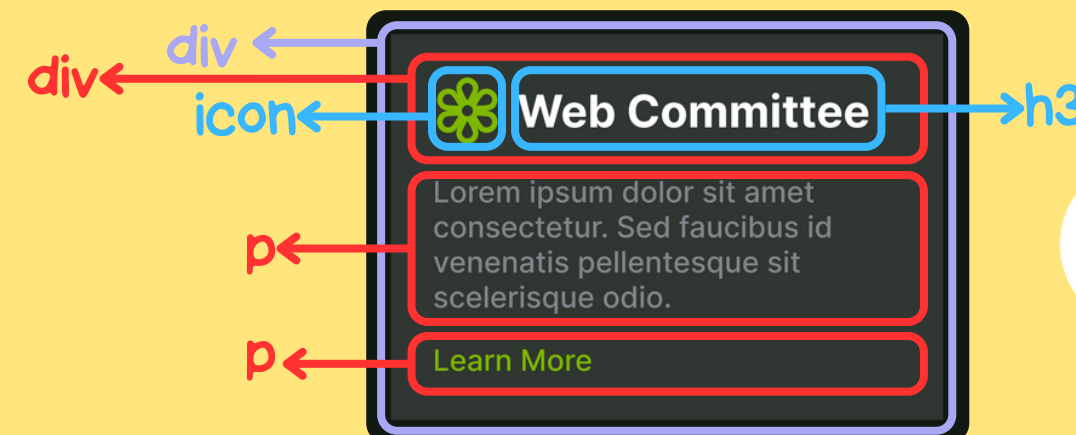 div
div
icon
Web Committee
h3
Lorem ipsum dolor sit amet
consectetur. Sed faucibus id
venenatis pellentesque sit
scelerisque odio.
p
Learn More
p